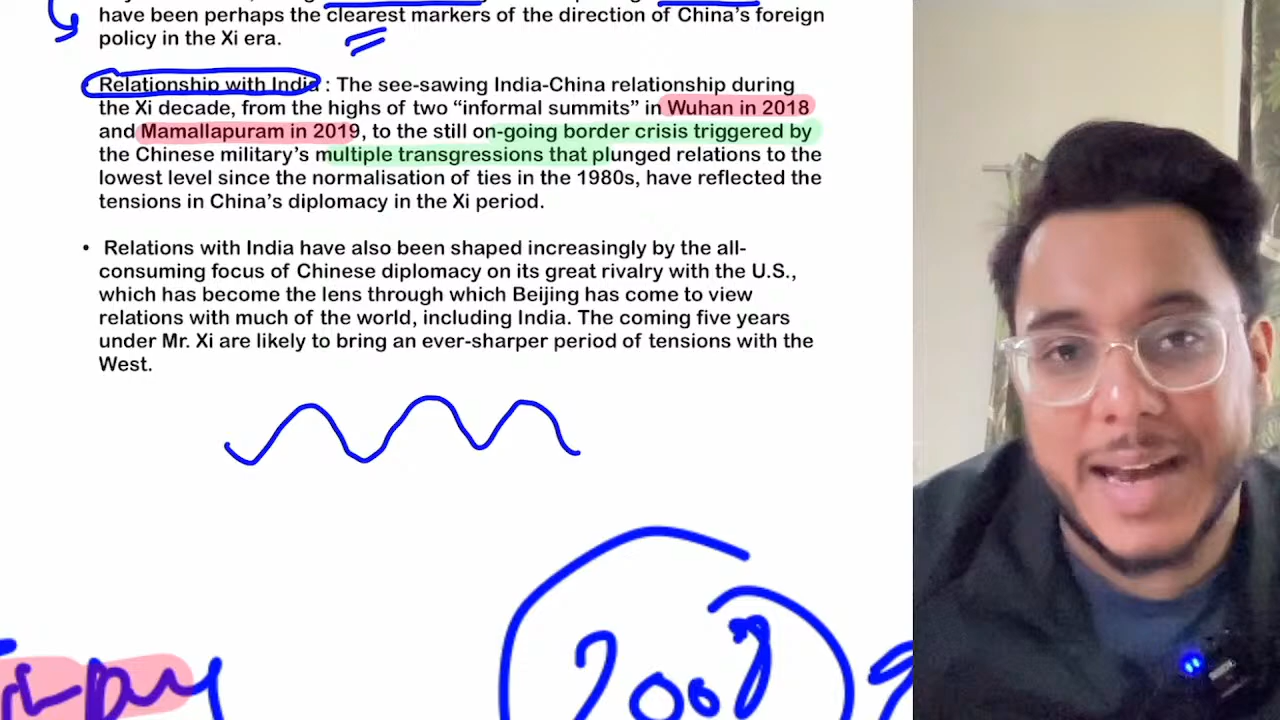 have been perhaps the clearest markers of the direction of China's foreign
policy in the Xi era.
Relationship with India : The see-sawing India-China relationship during
the Xi decade, from the highs of two “informal summits” in Wuhan in 2018
and Mamallapuram in 2019, to the still on-going border crisis triggered by
the Chinese military's multiple transgressions that plunged relations to the
lowest level since the normalisation of ties in the 1980s, have reflected the
tensions in China's diplomacy in the Xi period.
• Relations with India have also been shaped increasingly by the all-
consuming focus of Chinese diplomacy on its great rivalry with the U.S.,
which has become the lens through which Beijing has come to view
relations with much of the world, including India. The coming five years
under Mr. Xi are likely to bring an ever-sharper period of tensions with the
West.
2008